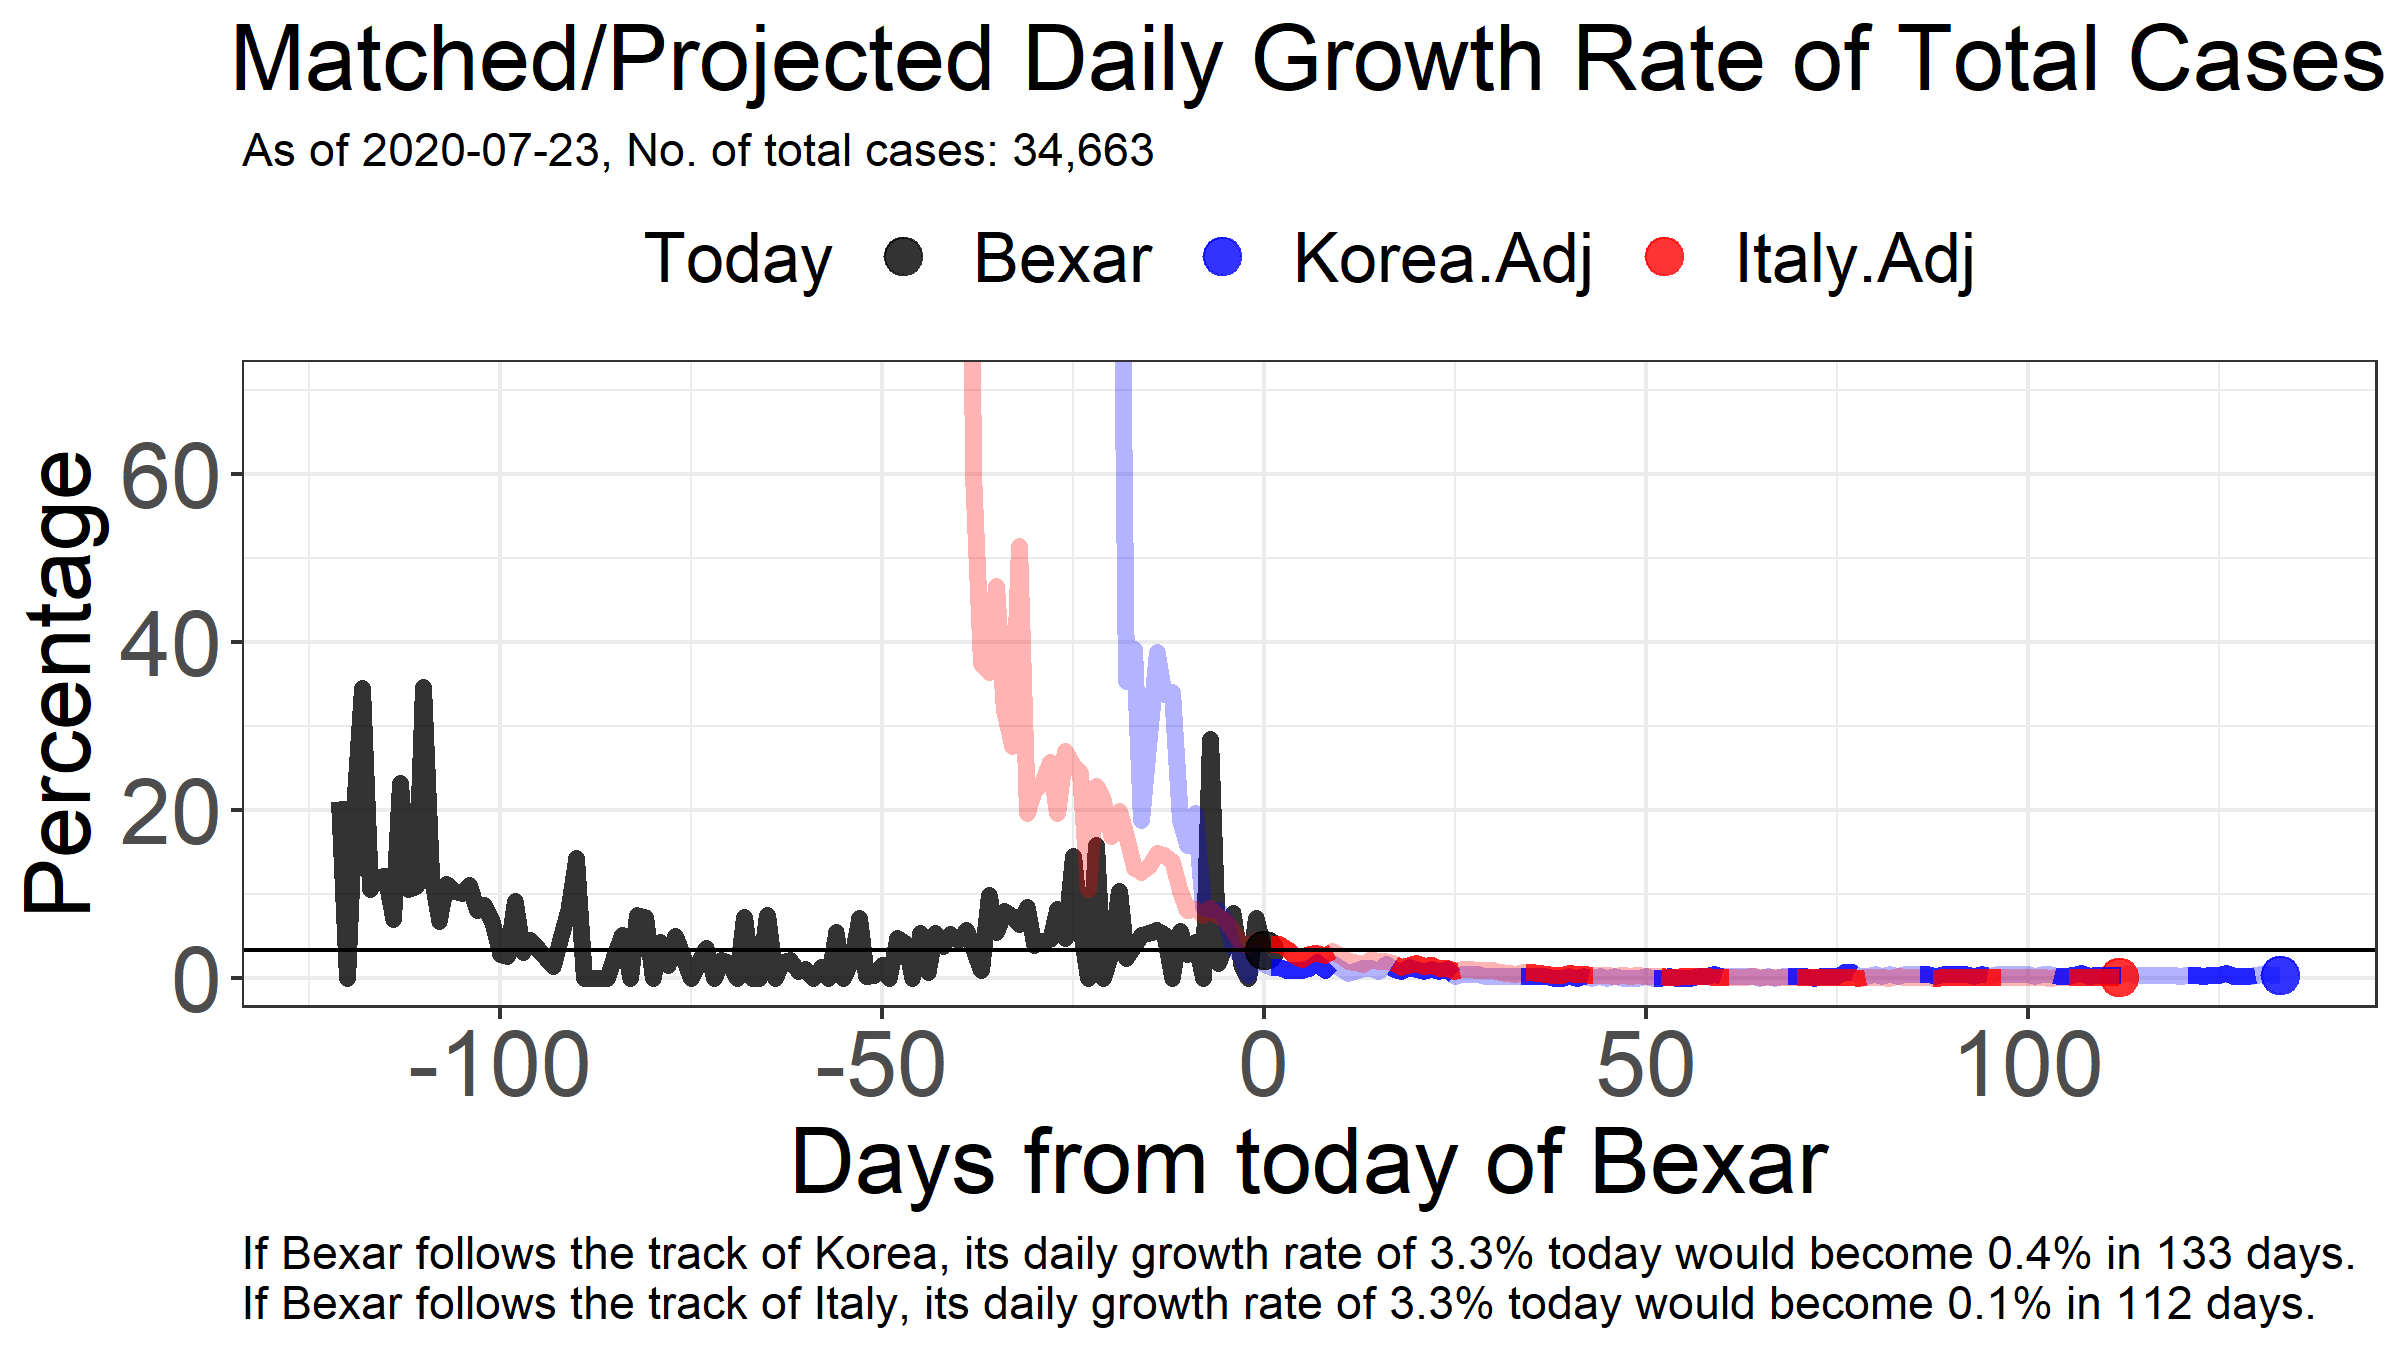 Matched/Projected Daily Growth Rate of Total Cases
As of 2020-07-23, No. of total cases: 34,663
Today Bexar Korea.Adj Italy.Adj
Percentage
60
40
20
0
-100 -50 0 50 100
Days from today of Bexar
If Bexar follows the track of Korea, its daily growth rate of 3.3% today would become 0.4% in 133 days.
If Bexar follows the track of Italy, its daily growth rate of 3.3% today would become 0.1% in 112 days.